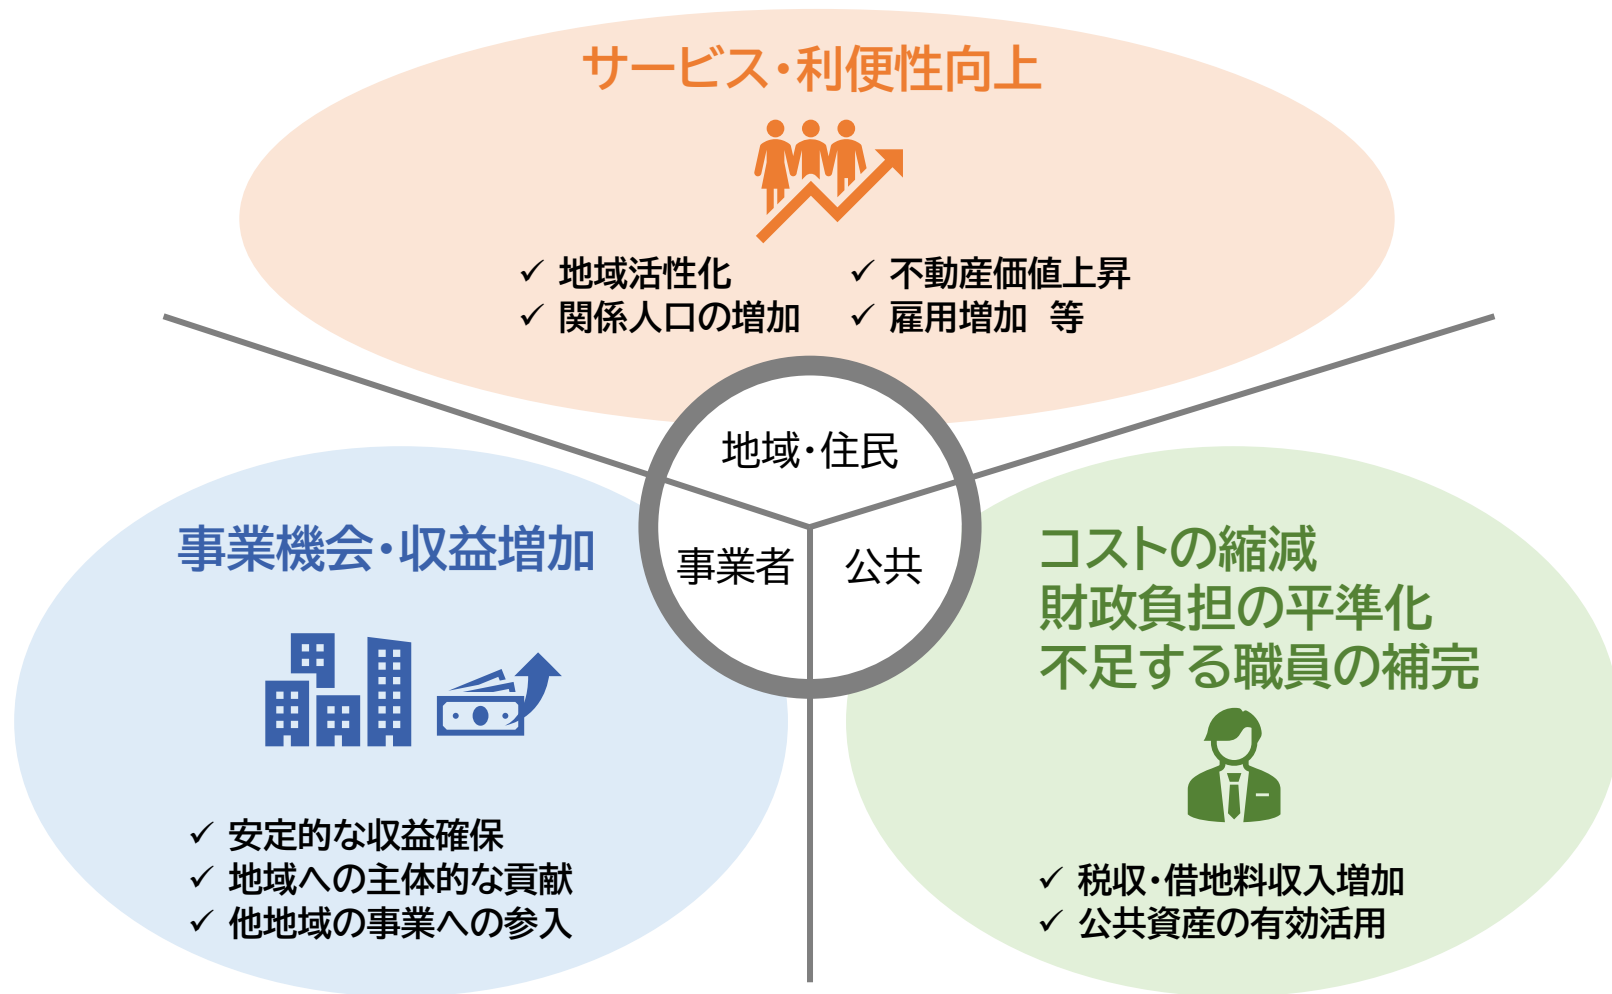 サービス・利便性向上
✓ 地域活性化
✓ 関係人口の増加
✓ 不動産価値上昇
✓ 雇用増加 等
地域・住民
事業者
公共
事業機会・収益増加
✓ 安定的な収益確保
✓ 地域への主体的な貢献
✓ 他地域の事業への参入
コストの縮減
財政負担の平準化
不足する職員の補完
✓ 税収・借地料収入増加
✓ 公共資産の有効活用